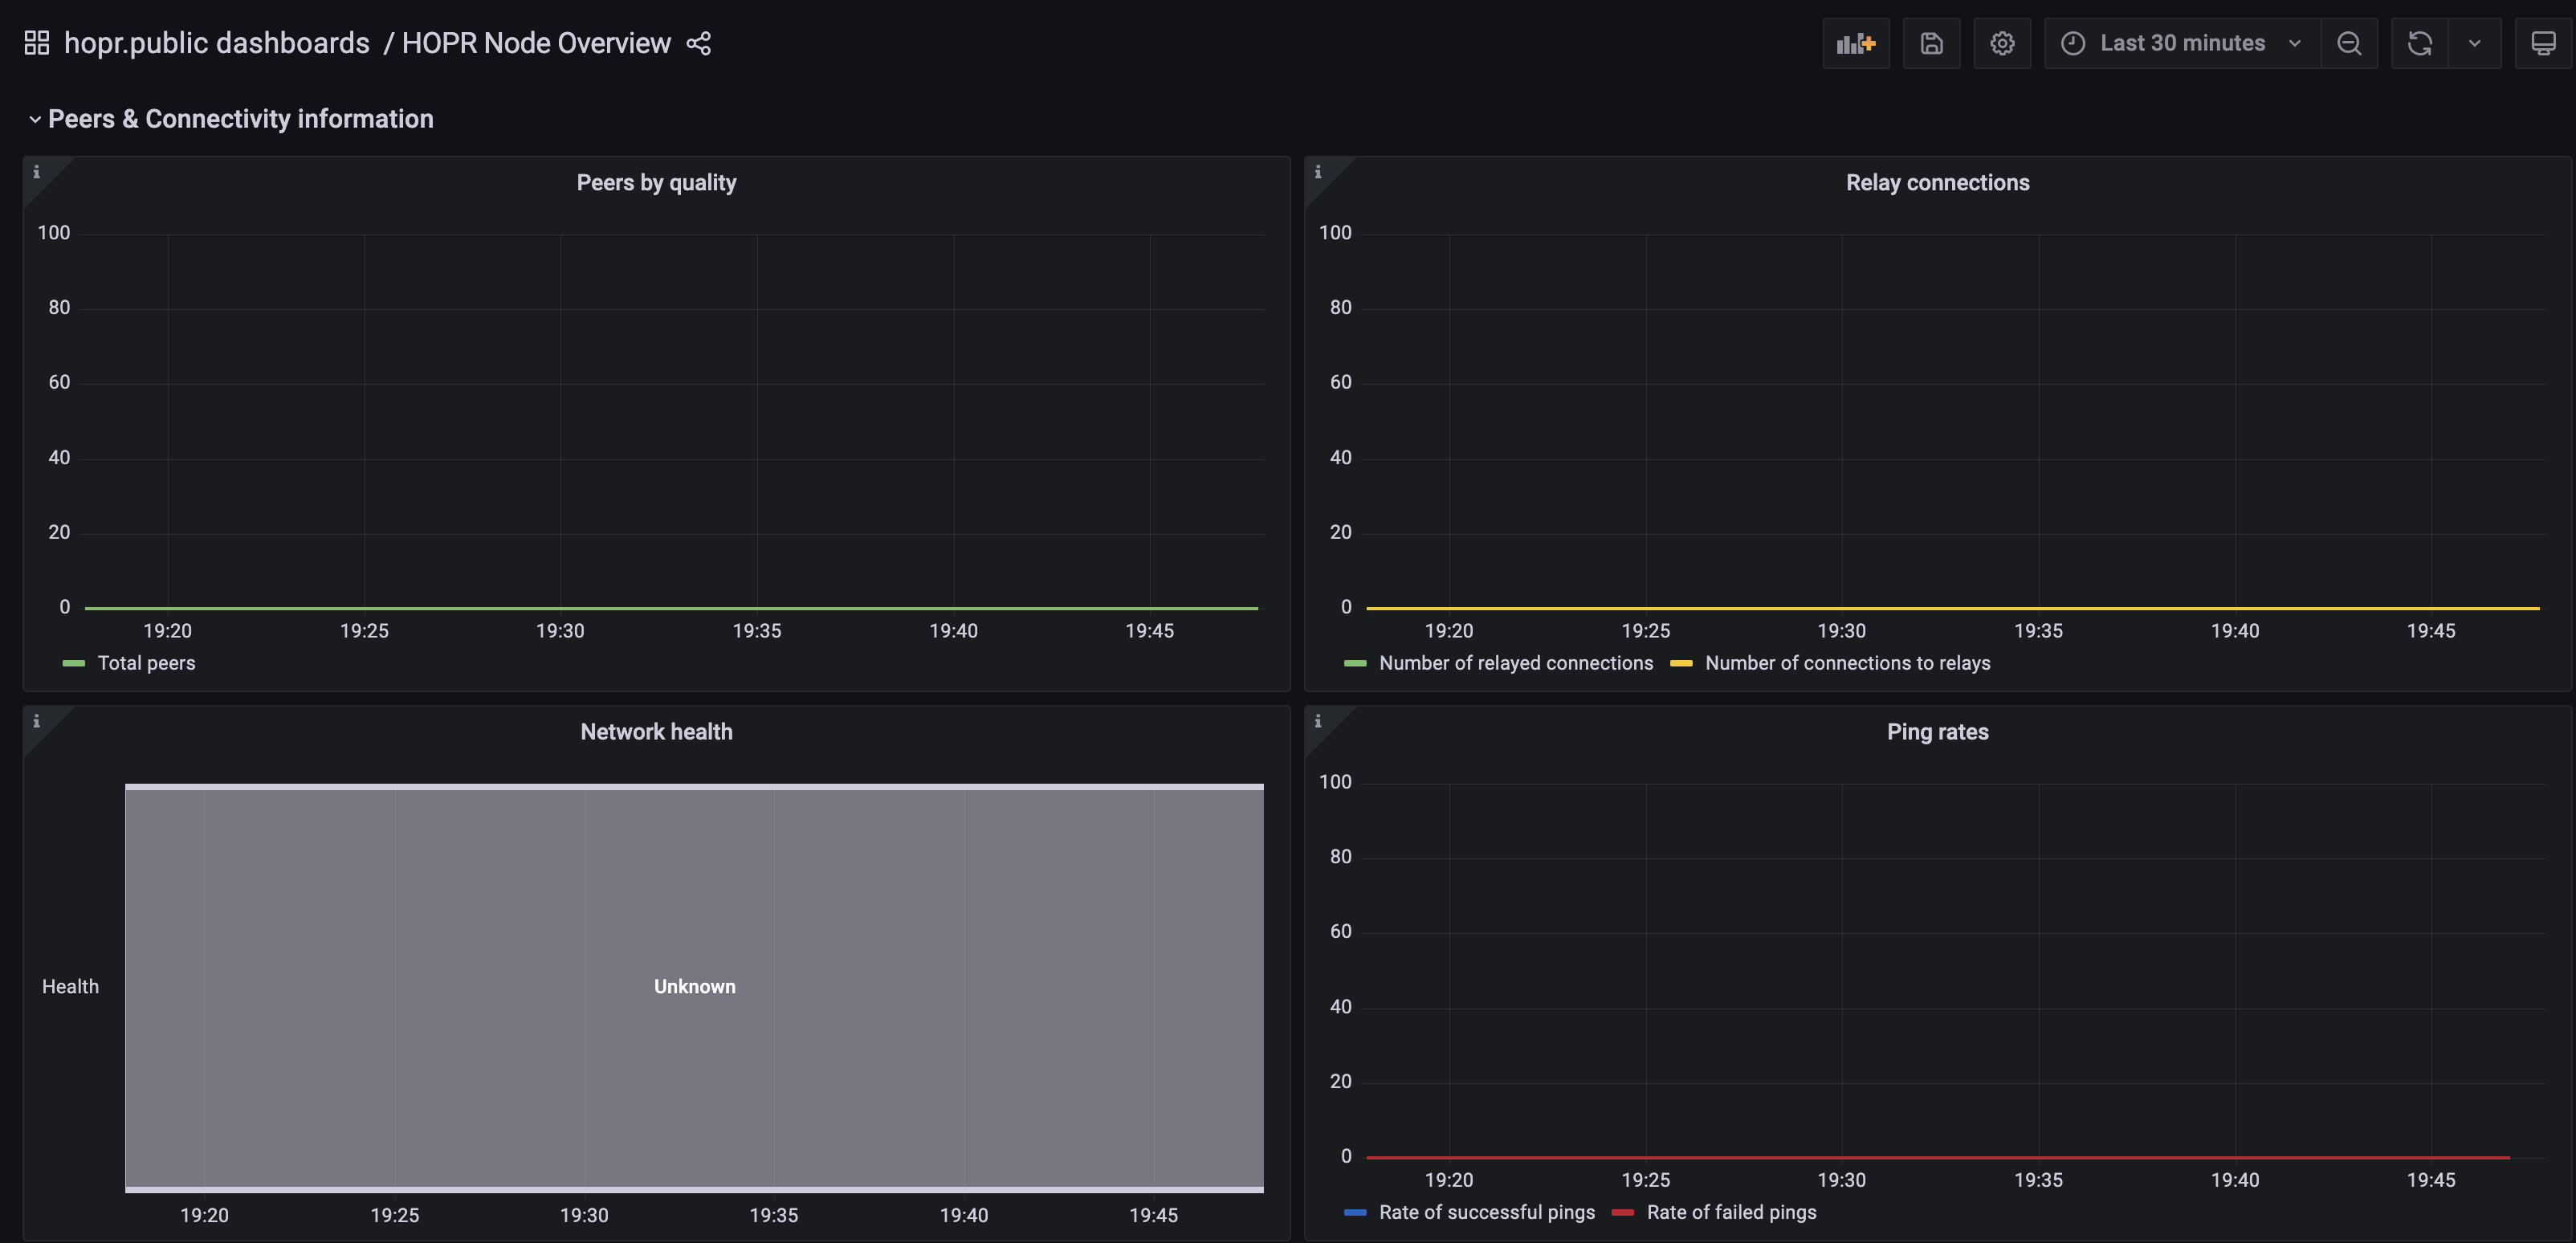 hopr.public dashboards / HOPR Node Overview
Last 30 minutes
Peers & Connectivity information
Peers by quality
100
80
60
40
20
0
19:20 19:25 19:30 19:35 19:40 19:45
Total peers
Relay connections
100
80
60
40
20
0
19:20 19:25 19:30 19:35 19:40 19:45
Number of relayed connections Number of connections to relays
Network health
Health
Unknown
19:20 19:25 19:30 19:35 19:40 19:45
Ping rates
100
80
60
40
20
0
19:20 19:25 19:30 19:35 19:40 19:45
Rate of successful pings Rate of failed pings